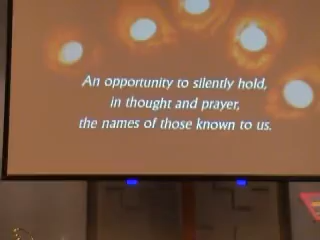 An opportunity to silently hold,
in thought and prayer,
the names of those known to us.